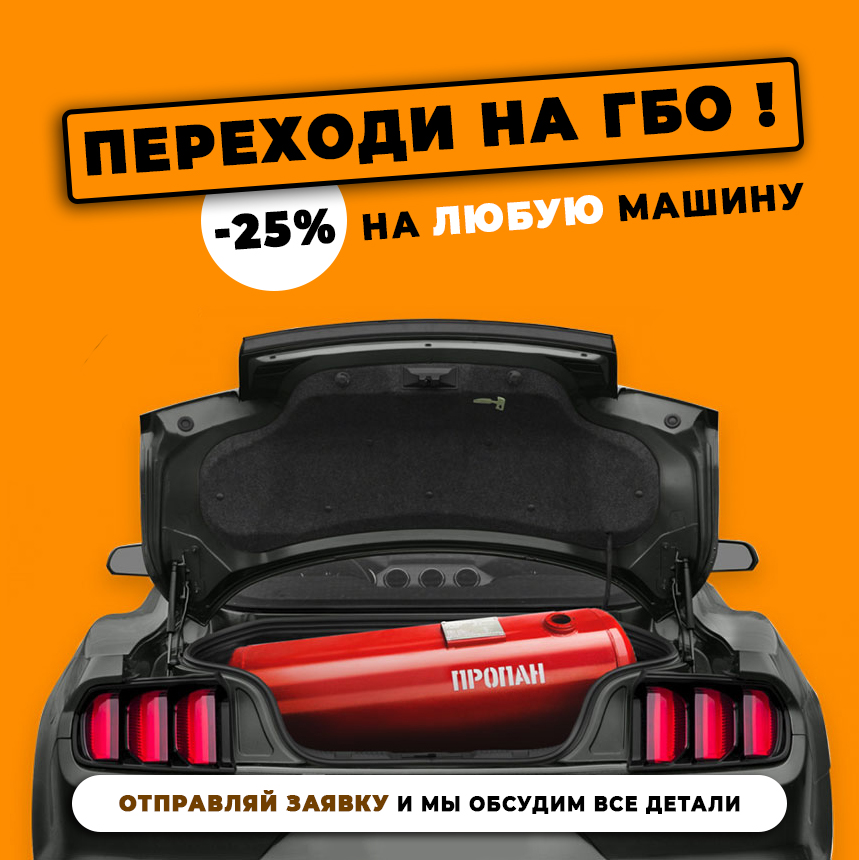 ПЕРЕХОДИ НА ГБО !
-25% НА ЛЮБУЮ МАШИНУ
ПРОПАН
ОТПРАВЛЯЙ ЗАЯВКУ И МЫ ОБСУДИМ ВСЕ ДЕТАЛИ